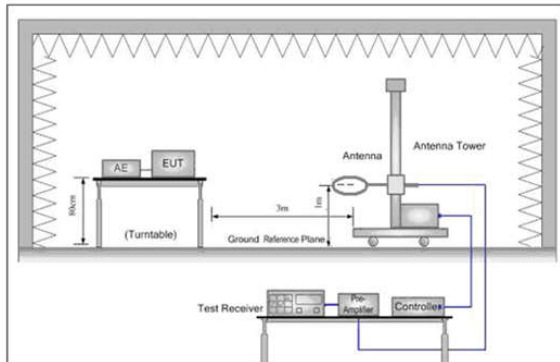 AE
EUT
80cm
(Turntable)
3m
Antenna
Antenna Tower
1m
Ground Reference Plane
Test Receiver
Pre-
Amplifier
Controller